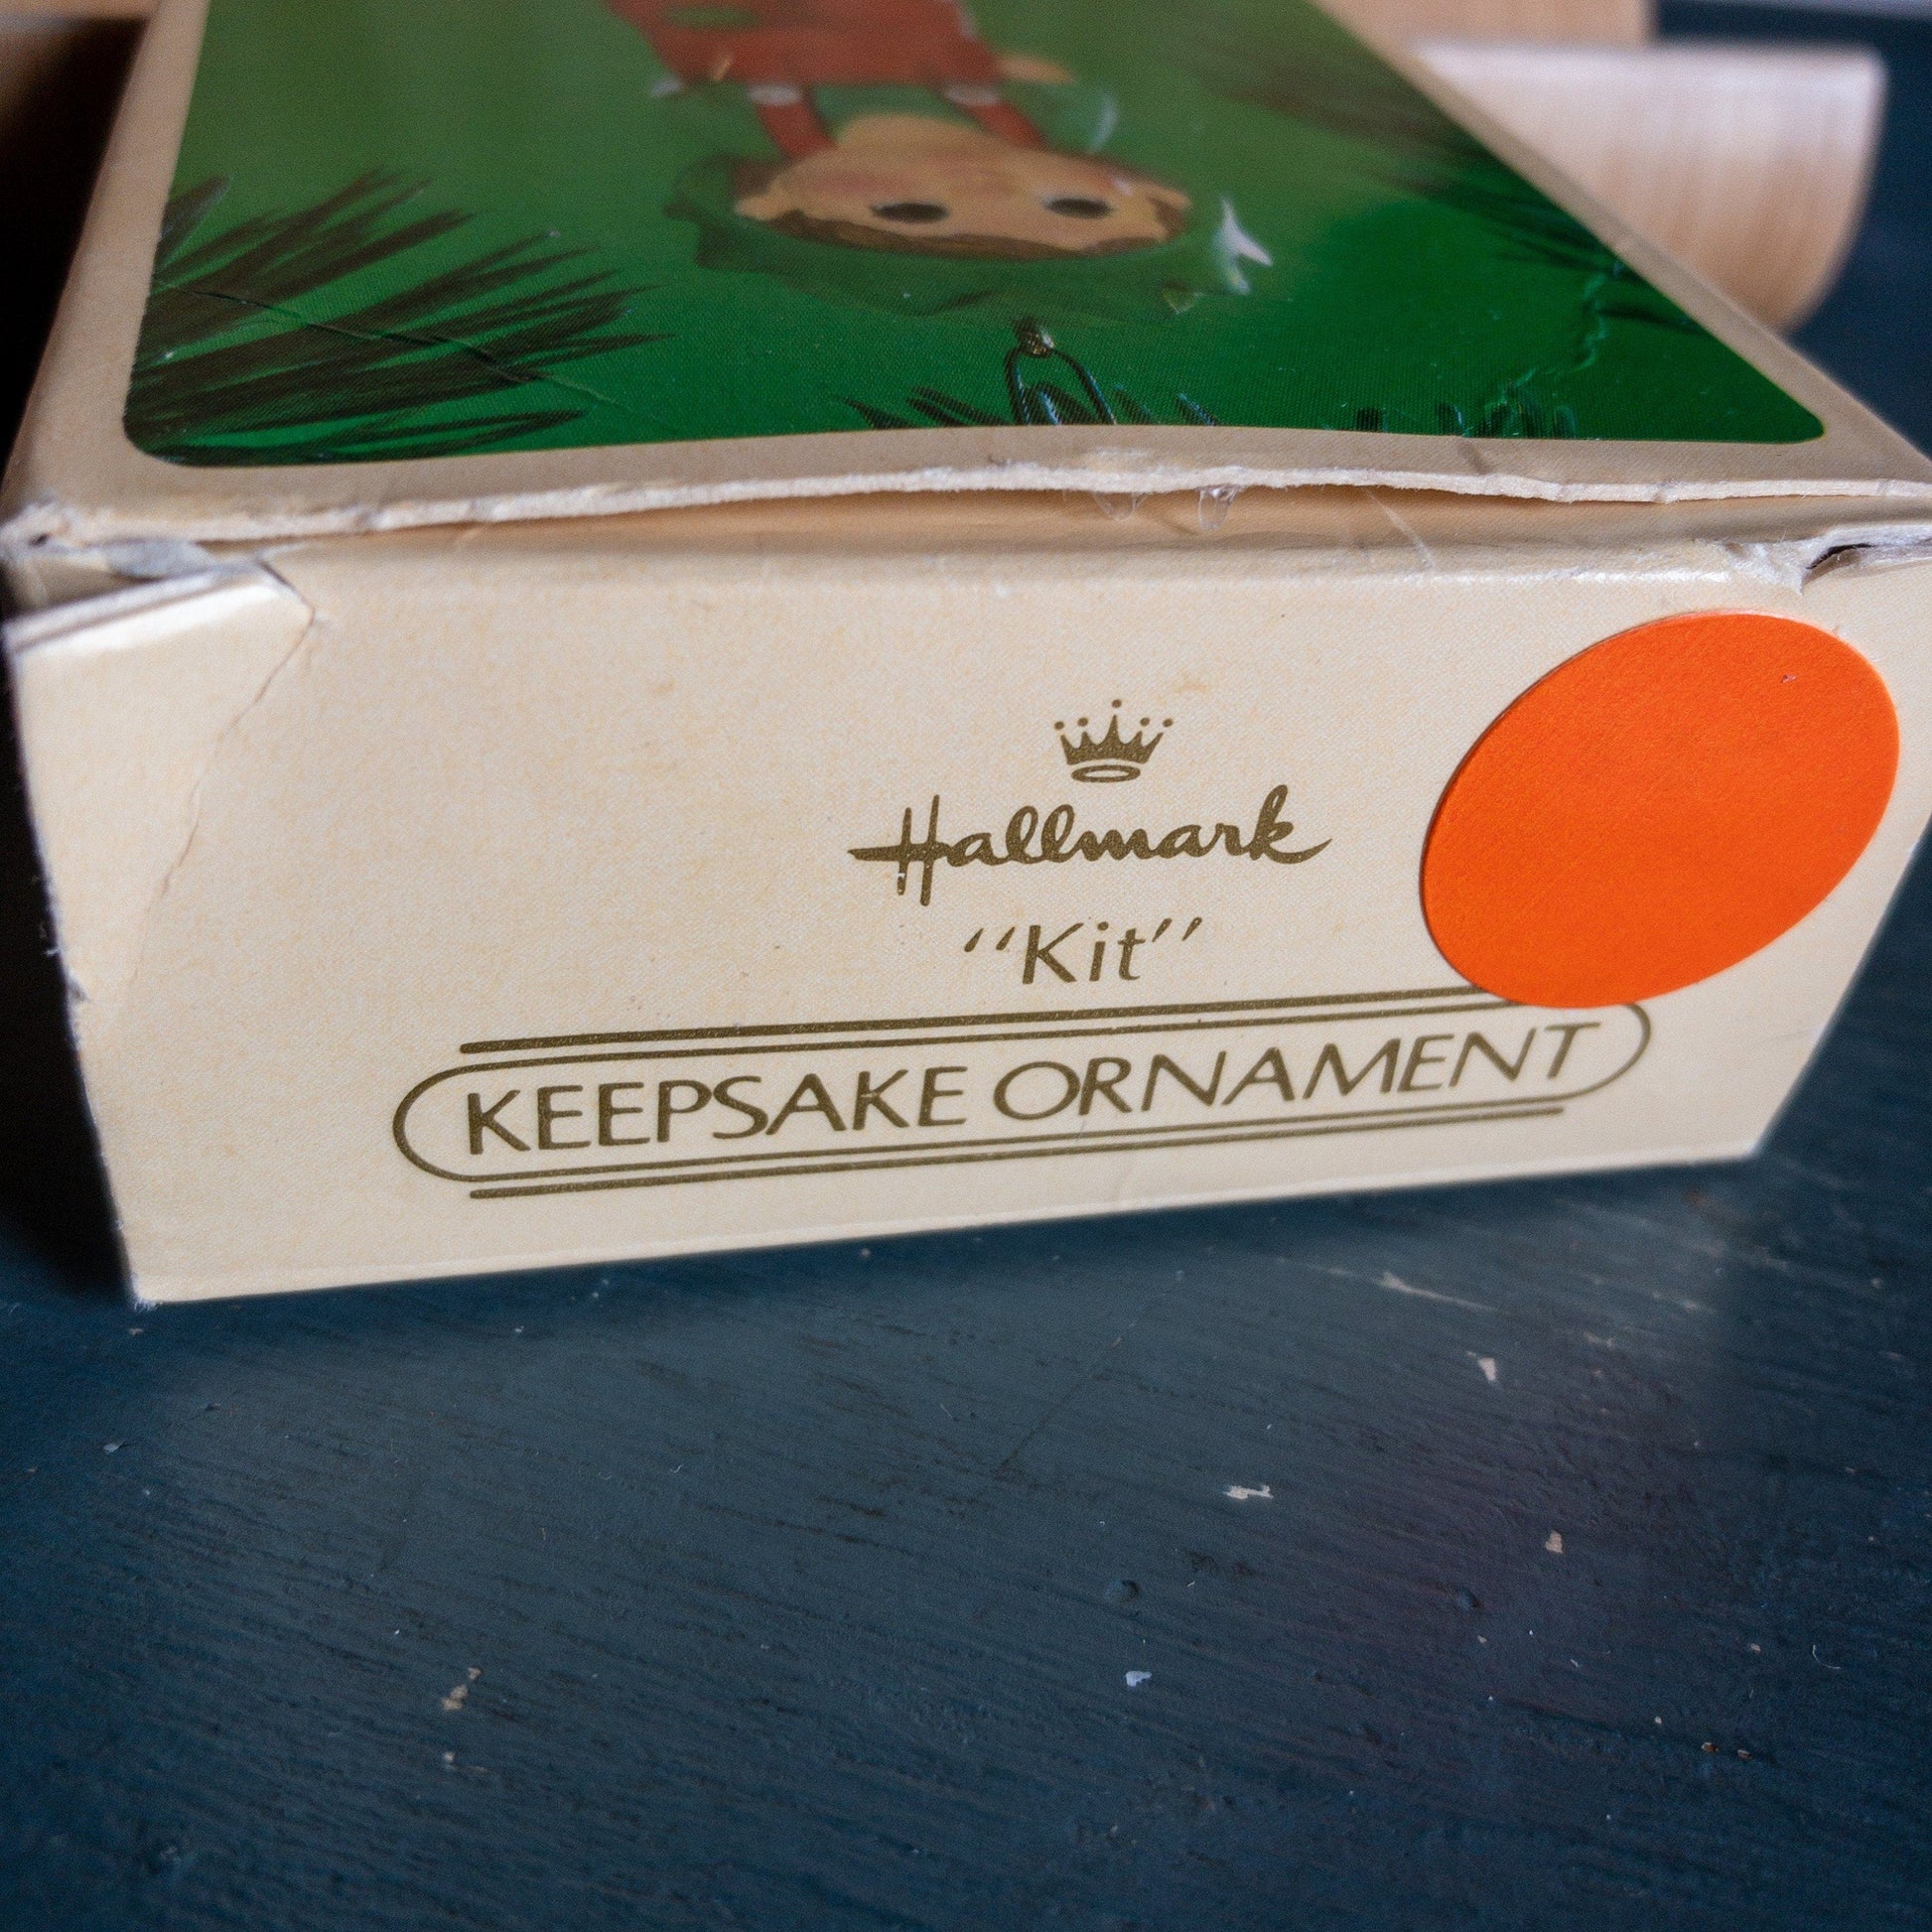 Hallmark
“Kit”
KEEPSAKE ORNAMENT